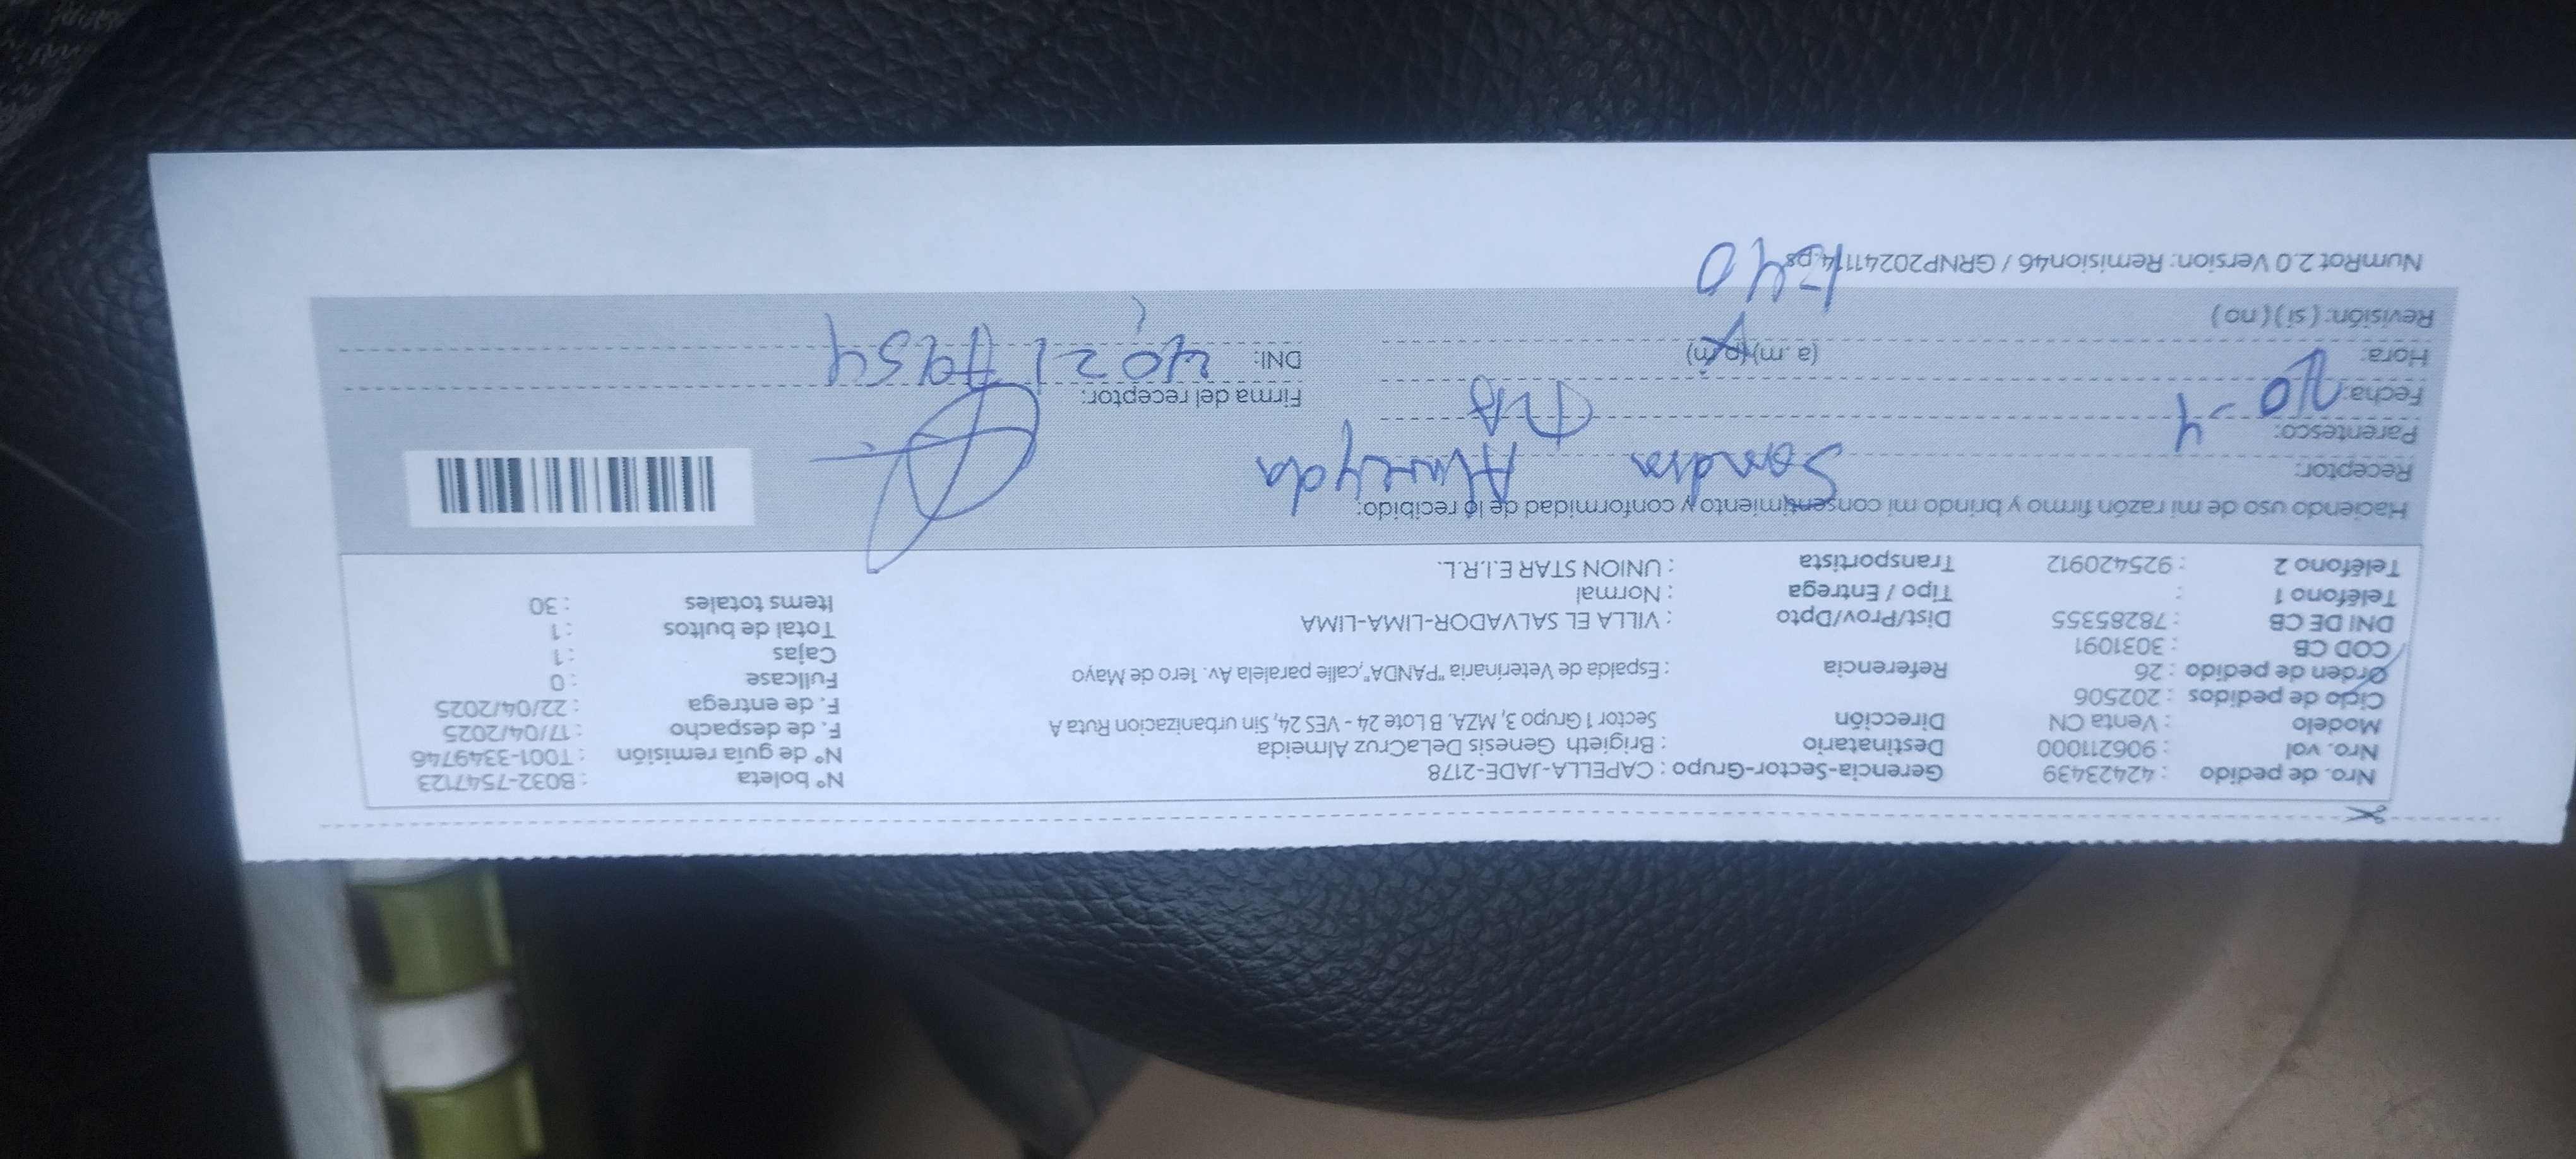 Nro. de pedido : 42423439 Gerencia-Sector-Grupo : CAPELLA-JADE-2178 N° boleta : B032-7547123
Nro. vol : 906211000 Destinatario : Brigieth Genesis DeLaCruz Almeida N° de guía remisión : T001-3349746
Modelo : Venta CN Dirección Sector 1 Grupo 3, MZA. B Lote 24 - VES 24, Sin urbanizacion Ruta A F. de despacho : 17/04/2025
Ciclo de pedidos : 202506 F. de entrega : 22/04/2025
Orden de pedido : 26 Referencia : Espalda de Veterinaria "PANDA",calle paralela Av. 1ero de Mayo Fullcase : 0
COD CB : 3031091 Cajas : 1
DNI DE CB : 78285355 Dist/Prov/Dpto : VILLA EL SALVADOR-LIMA-LIMA Total de bultos : 1
Teléfono 1 : Tipo / Entrega : Normal Items totales : 30
Teléfono 2 : 925420912 Transportista : UNION STAR E.I.R.L.
Haciendo uso de mi razón firmo y brindo mi consentimiento y conformidad de lo recibido:
Receptor: Sandra Almeyda
Parentesco:
Fecha: 20-4 Firma del receptor:
Hora: (a .m) (p.m) DNI: 40217954
Revisión: ( si ) ( no )
NumRot 2.0 Version: Remision46 / GRNP20241114.ps